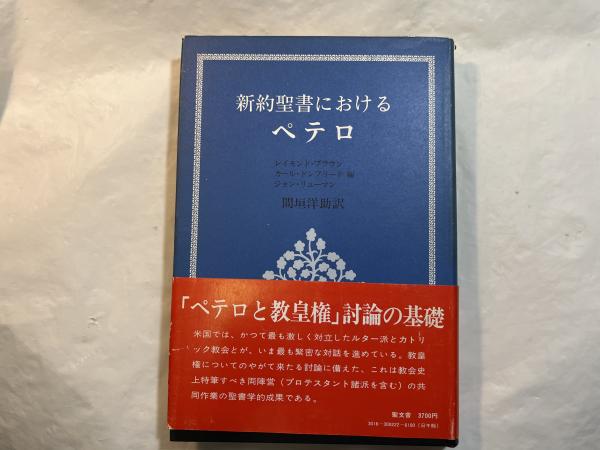 新約聖書における
ペテロ
レイモンド・ブラウン
カール・ドンフリード 編
ジョン・リューマン
間垣洋助訳
「ペテロと教皇権」討論の基礎
米国では、かつて最も激しく対立したルター派とカトリ
ック教会とが、いま最も緊密な対話を進めている。教皇
権についてのやがて来たる討論に備えた、これは教会史
上特筆すべき両陣営（プロテスタント諸派を含む）の共
同作業の聖書学的成果である。
聖文舎 3700円
3016-300222-6100（日キ販）